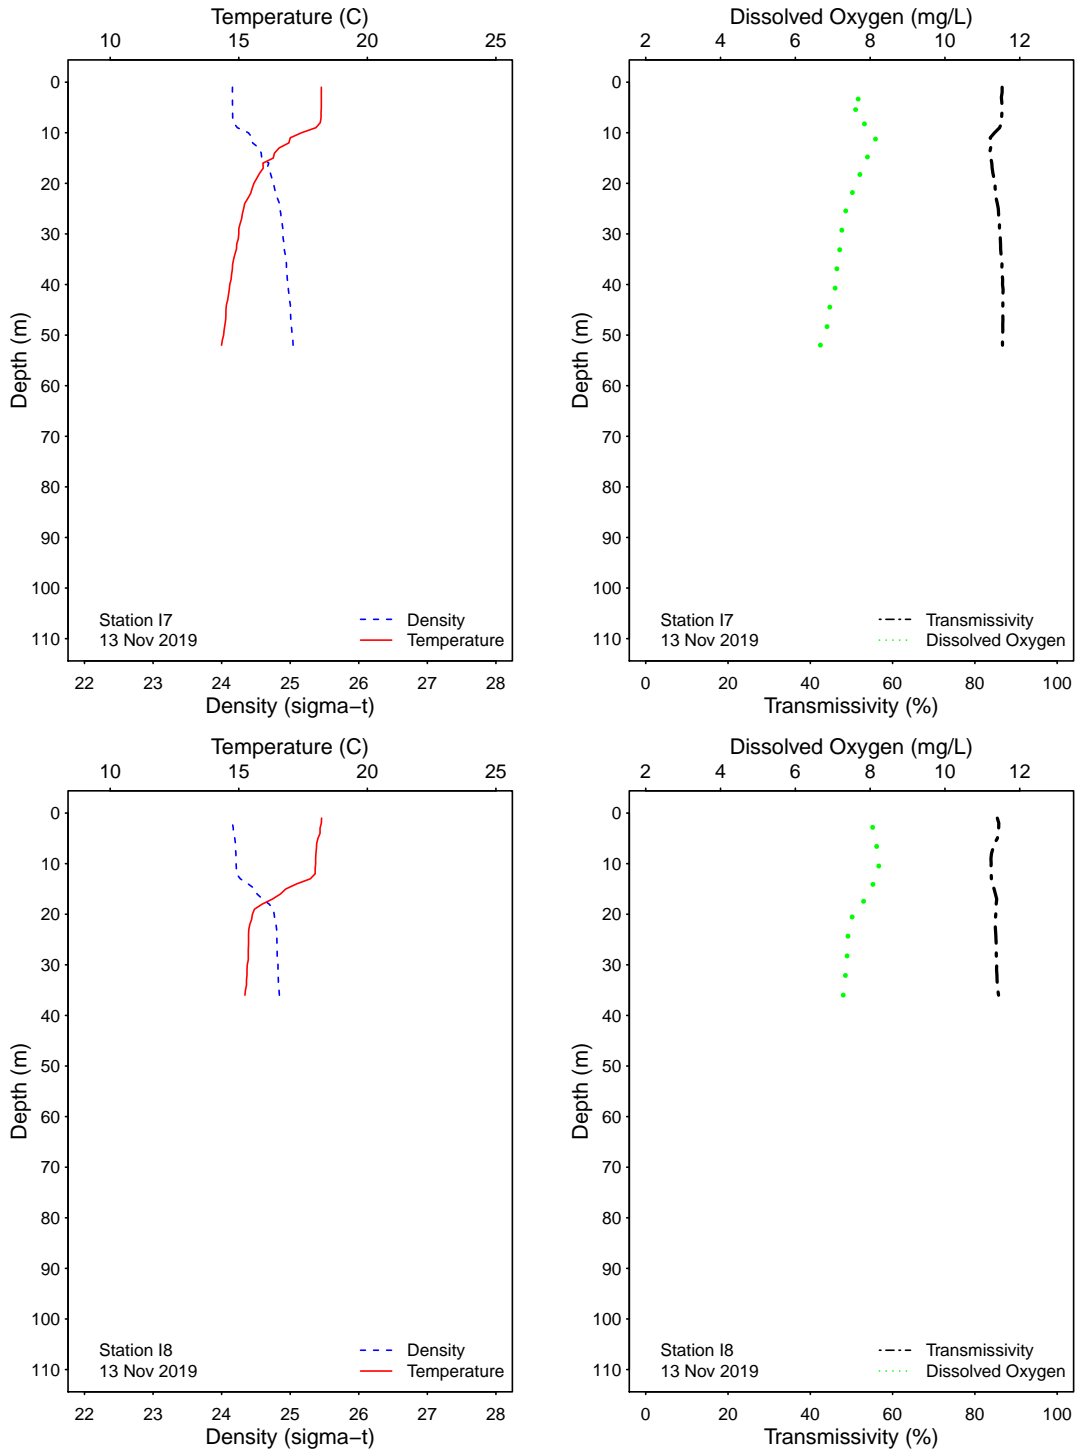 Temperature (C)
10 15 20 25
0
10
20
30
40
50
60
70
80
90
100
110
Depth (m)
Station I7
13 Nov 2019
Density
Temperature
22 23 24 25 26 27 28
Density (sigma−t)
Dissolved Oxygen (mg/L)
2 4 6 8 10 12
0
10
20
30
40
50
60
70
80
90
100
110
Depth (m)
Station I7
13 Nov 2019
Transmissivity
Dissolved Oxygen
0 20 40 60 80 100
Transmissivity (%)
Temperature (C)
10 15 20 25
0
10
20
30
40
50
60
70
80
90
100
110
Depth (m)
Station I8
13 Nov 2019
Density
Temperature
22 23 24 25 26 27 28
Density (sigma−t)
Dissolved Oxygen (mg/L)
2 4 6 8 10 12
0
10
20
30
40
50
60
70
80
90
100
110
Depth (m)
Station I8
13 Nov 2019
Transmissivity
Dissolved Oxygen
0 20 40 60 80 100
Transmissivity (%)